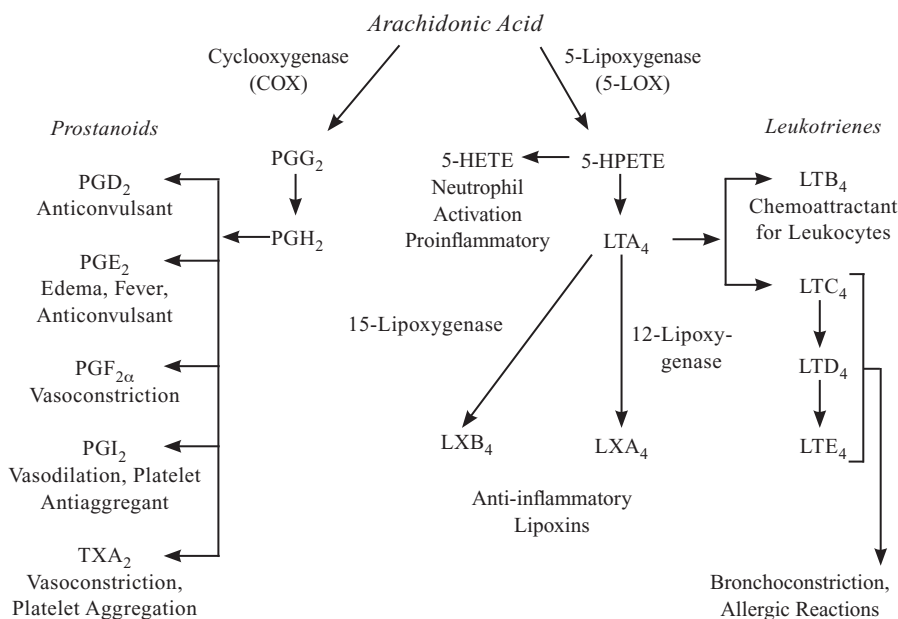 Arachidonic Acid
Cyclooxygenase
(COX)
5-Lipoxygenase
(5-LOX)
Prostanoids
PGD2
Anticonvulsant
PGE2
Edema, Fever,
Anticonvulsant
PGF2α
Vasoconstriction
PGI2
Vasodilation, Platelet
Antiaggregant
TXA2
Vasoconstriction,
Platelet Aggregation
PGG2
PGH2
5-HETE
Neutrophil
Activation
Proinflammatory
5-HPETE
LTA4
15-Lipoxygenase
12-Lipoxy-
genase
LXB4
LXA4
Anti-inflammatory
Lipoxins
Leukotrienes
LTB4
Chemoattractant
for Leukocytes
LTC4
LTD4
LTE4
Bronchoconstriction,
Allergic Reactions